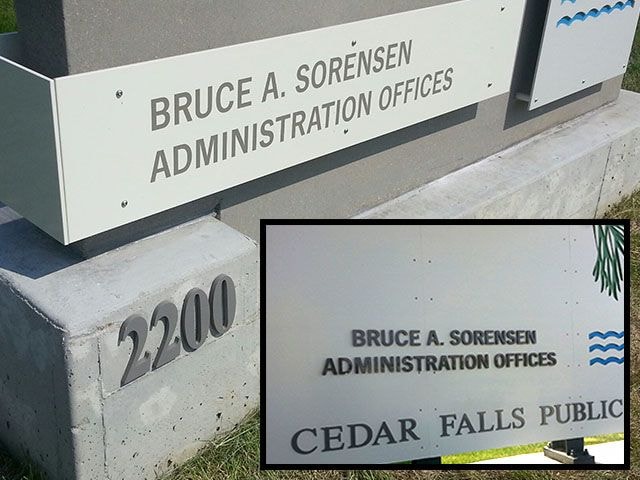 BRUCE A. SORENSEN
ADMINISTRATION OFFICES
2200
BRUCE A. SORENSEN
ADMINISTRATION OFFICES
CEDAR FALLS PUBLIC